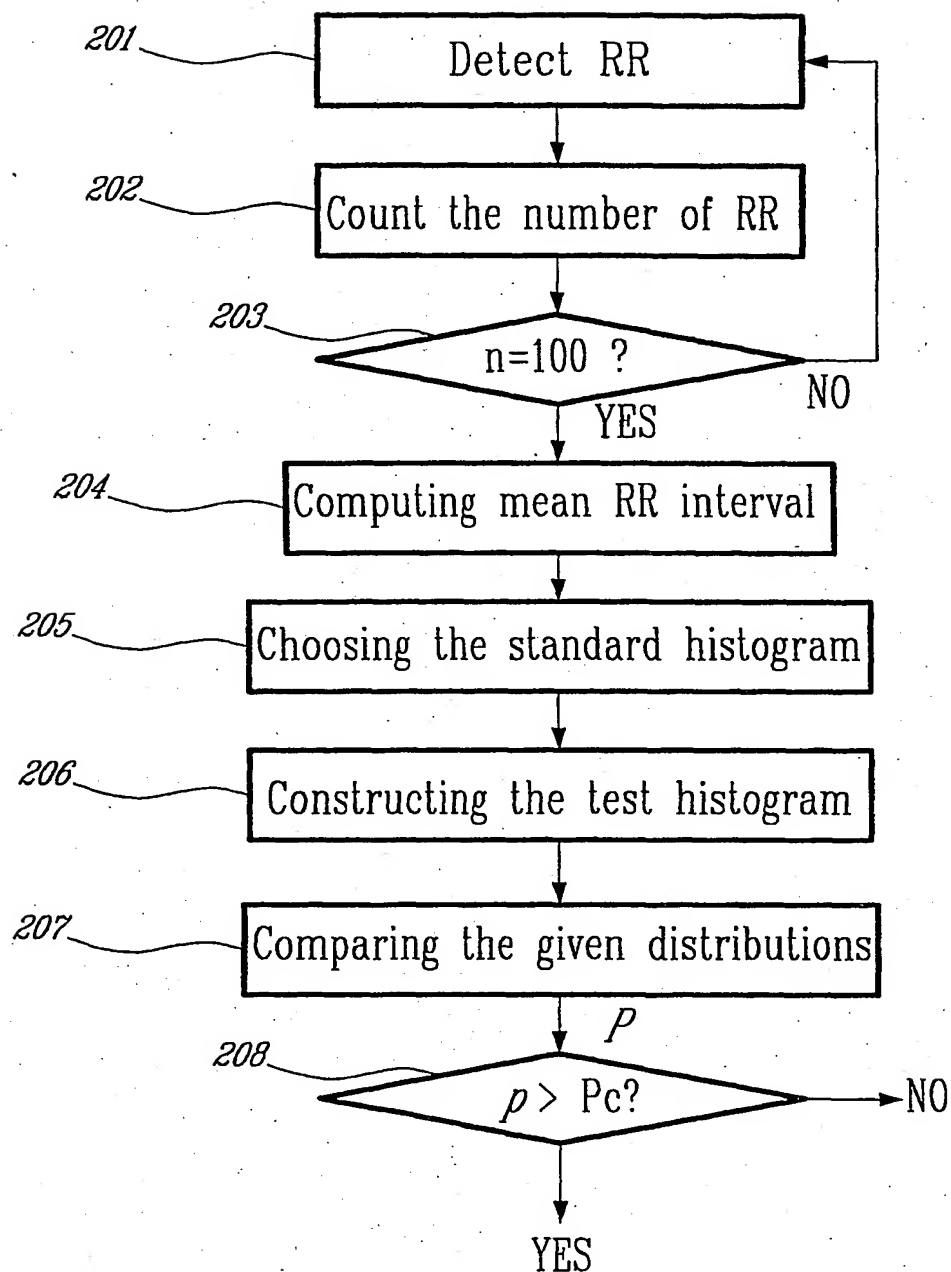 201
Detect RR
202
Count the number of RR
203
n=100 ?
NO
YES
204
Computing mean RR interval
205
Choosing the standard histogram
206
Constructing the test histogram
207
Comparing the given distributions
p
208
p > Pc?
NO
YES